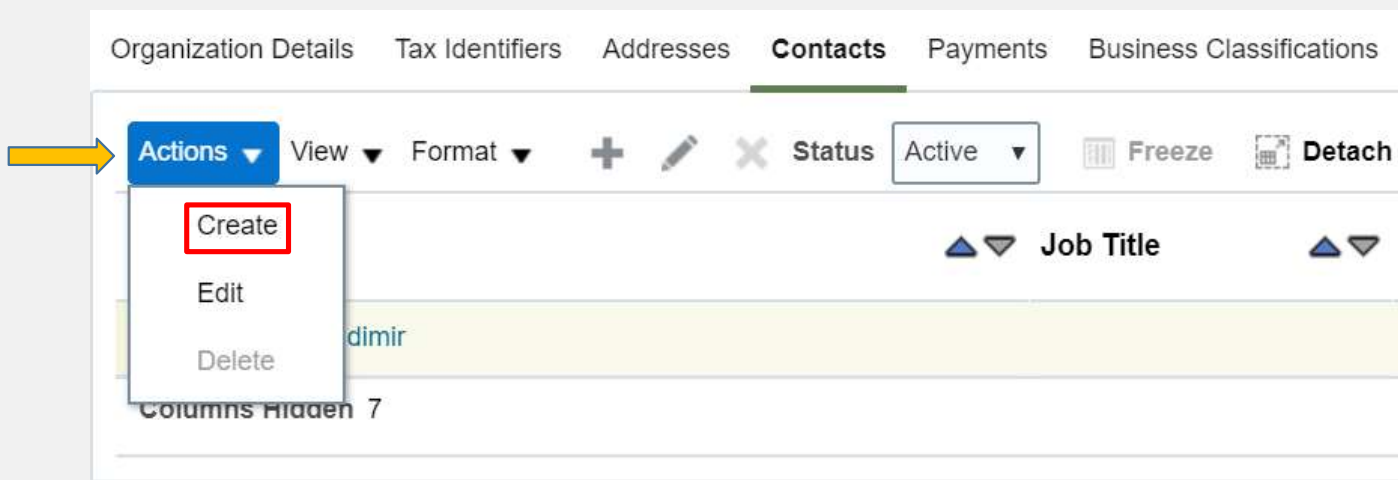 Organization Details Tax Identifiers Addresses Contacts Payments Business Classifications
Actions View Format Status Active Freeze Detach
Create
Job Title
Edit
dimir
Delete
Columns Hidden 7